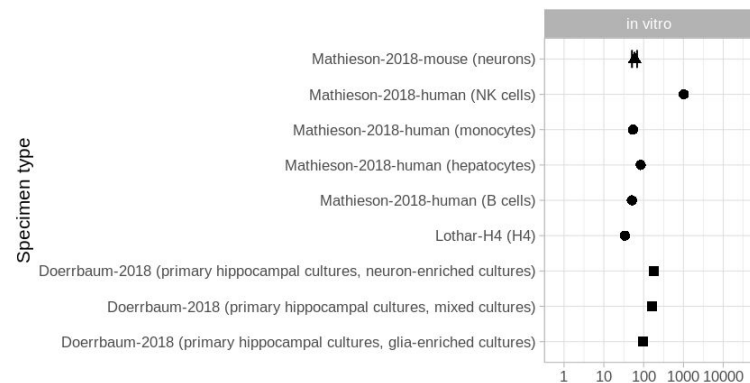 in vitro
Specimen type
Mathieson-2018-mouse (neurons)
Mathieson-2018-human (NK cells)
Mathieson-2018-human (monocytes)
Mathieson-2018-human (hepatocytes)
Mathieson-2018-human (B cells)
Lothar-H4 (H4)
Doerrbaum-2018 (primary hippocampal cultures, neuron-enriched cultures)
Doerrbaum-2018 (primary hippocampal cultures, mixed cultures)
Doerrbaum-2018 (primary hippocampal cultures, glia-enriched cultures)
1 10 100 1000 10000